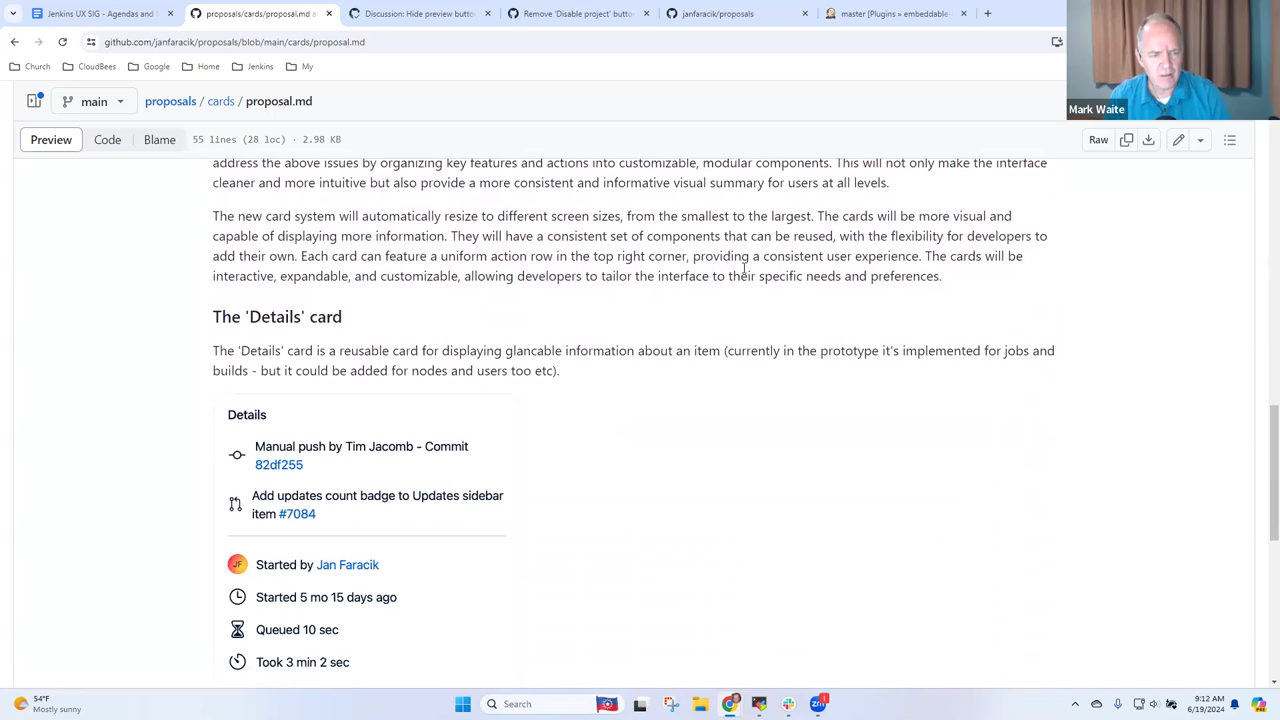 Jenkins UX SIG - Agendas and
proposals/cards/proposal.md a
Discussion: Hide preview butto
Remove 'Disable project' butto
janfaracik/proposals
master [Plugins = embeddable-
github.com/janfaracik/proposals/blob/main/cards/proposal.md
Church
CloudBees
Google
Home
Jenkins
My
Mark Waite
main
proposals / cards / proposal.md
Preview
Code
Blame
55 lines (28 loc) · 2.98 KB
Raw
address the above issues by organizing key features and actions into customizable, modular components. This will not only make the interface
cleaner and more intuitive but also provide a more consistent and informative visual summary for users at all levels.
The new card system will automatically resize to different screen sizes, from the smallest to the largest. The cards will be more visual and
capable of displaying more information. They will have a consistent set of components that can be reused, with the flexibility for developers to
add their own. Each card can feature a uniform action row in the top right corner, providing a consistent user experience. The cards will be
interactive, expandable, and customizable, allowing developers to tailor the interface to their specific needs and preferences.
The 'Details' card
The 'Details' card is a reusable card for displaying glancable information about an item (currently in the prototype it's implemented for jobs and
builds - but it could be added for nodes and users too etc).
Details
Manual push by Tim Jacomb - Commit
82df255
Add updates count badge to Updates sidebar
item #7084
JF
Started by Jan Faracik
Started 5 mo 15 days ago
Queued 10 sec
Took 3 min 2 sec
54°F
Mostly sunny
Search
zm
1
9:12 AM
6/19/2024